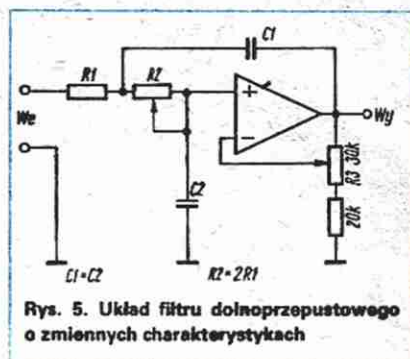 C1
R1
R2
We
+
−
Wy
R3 30k
20k
C2
C1=C2
R2=2R1
Rys. 5. Układ filtru dolnoprzepustowego
o zmiennych charakterystykach